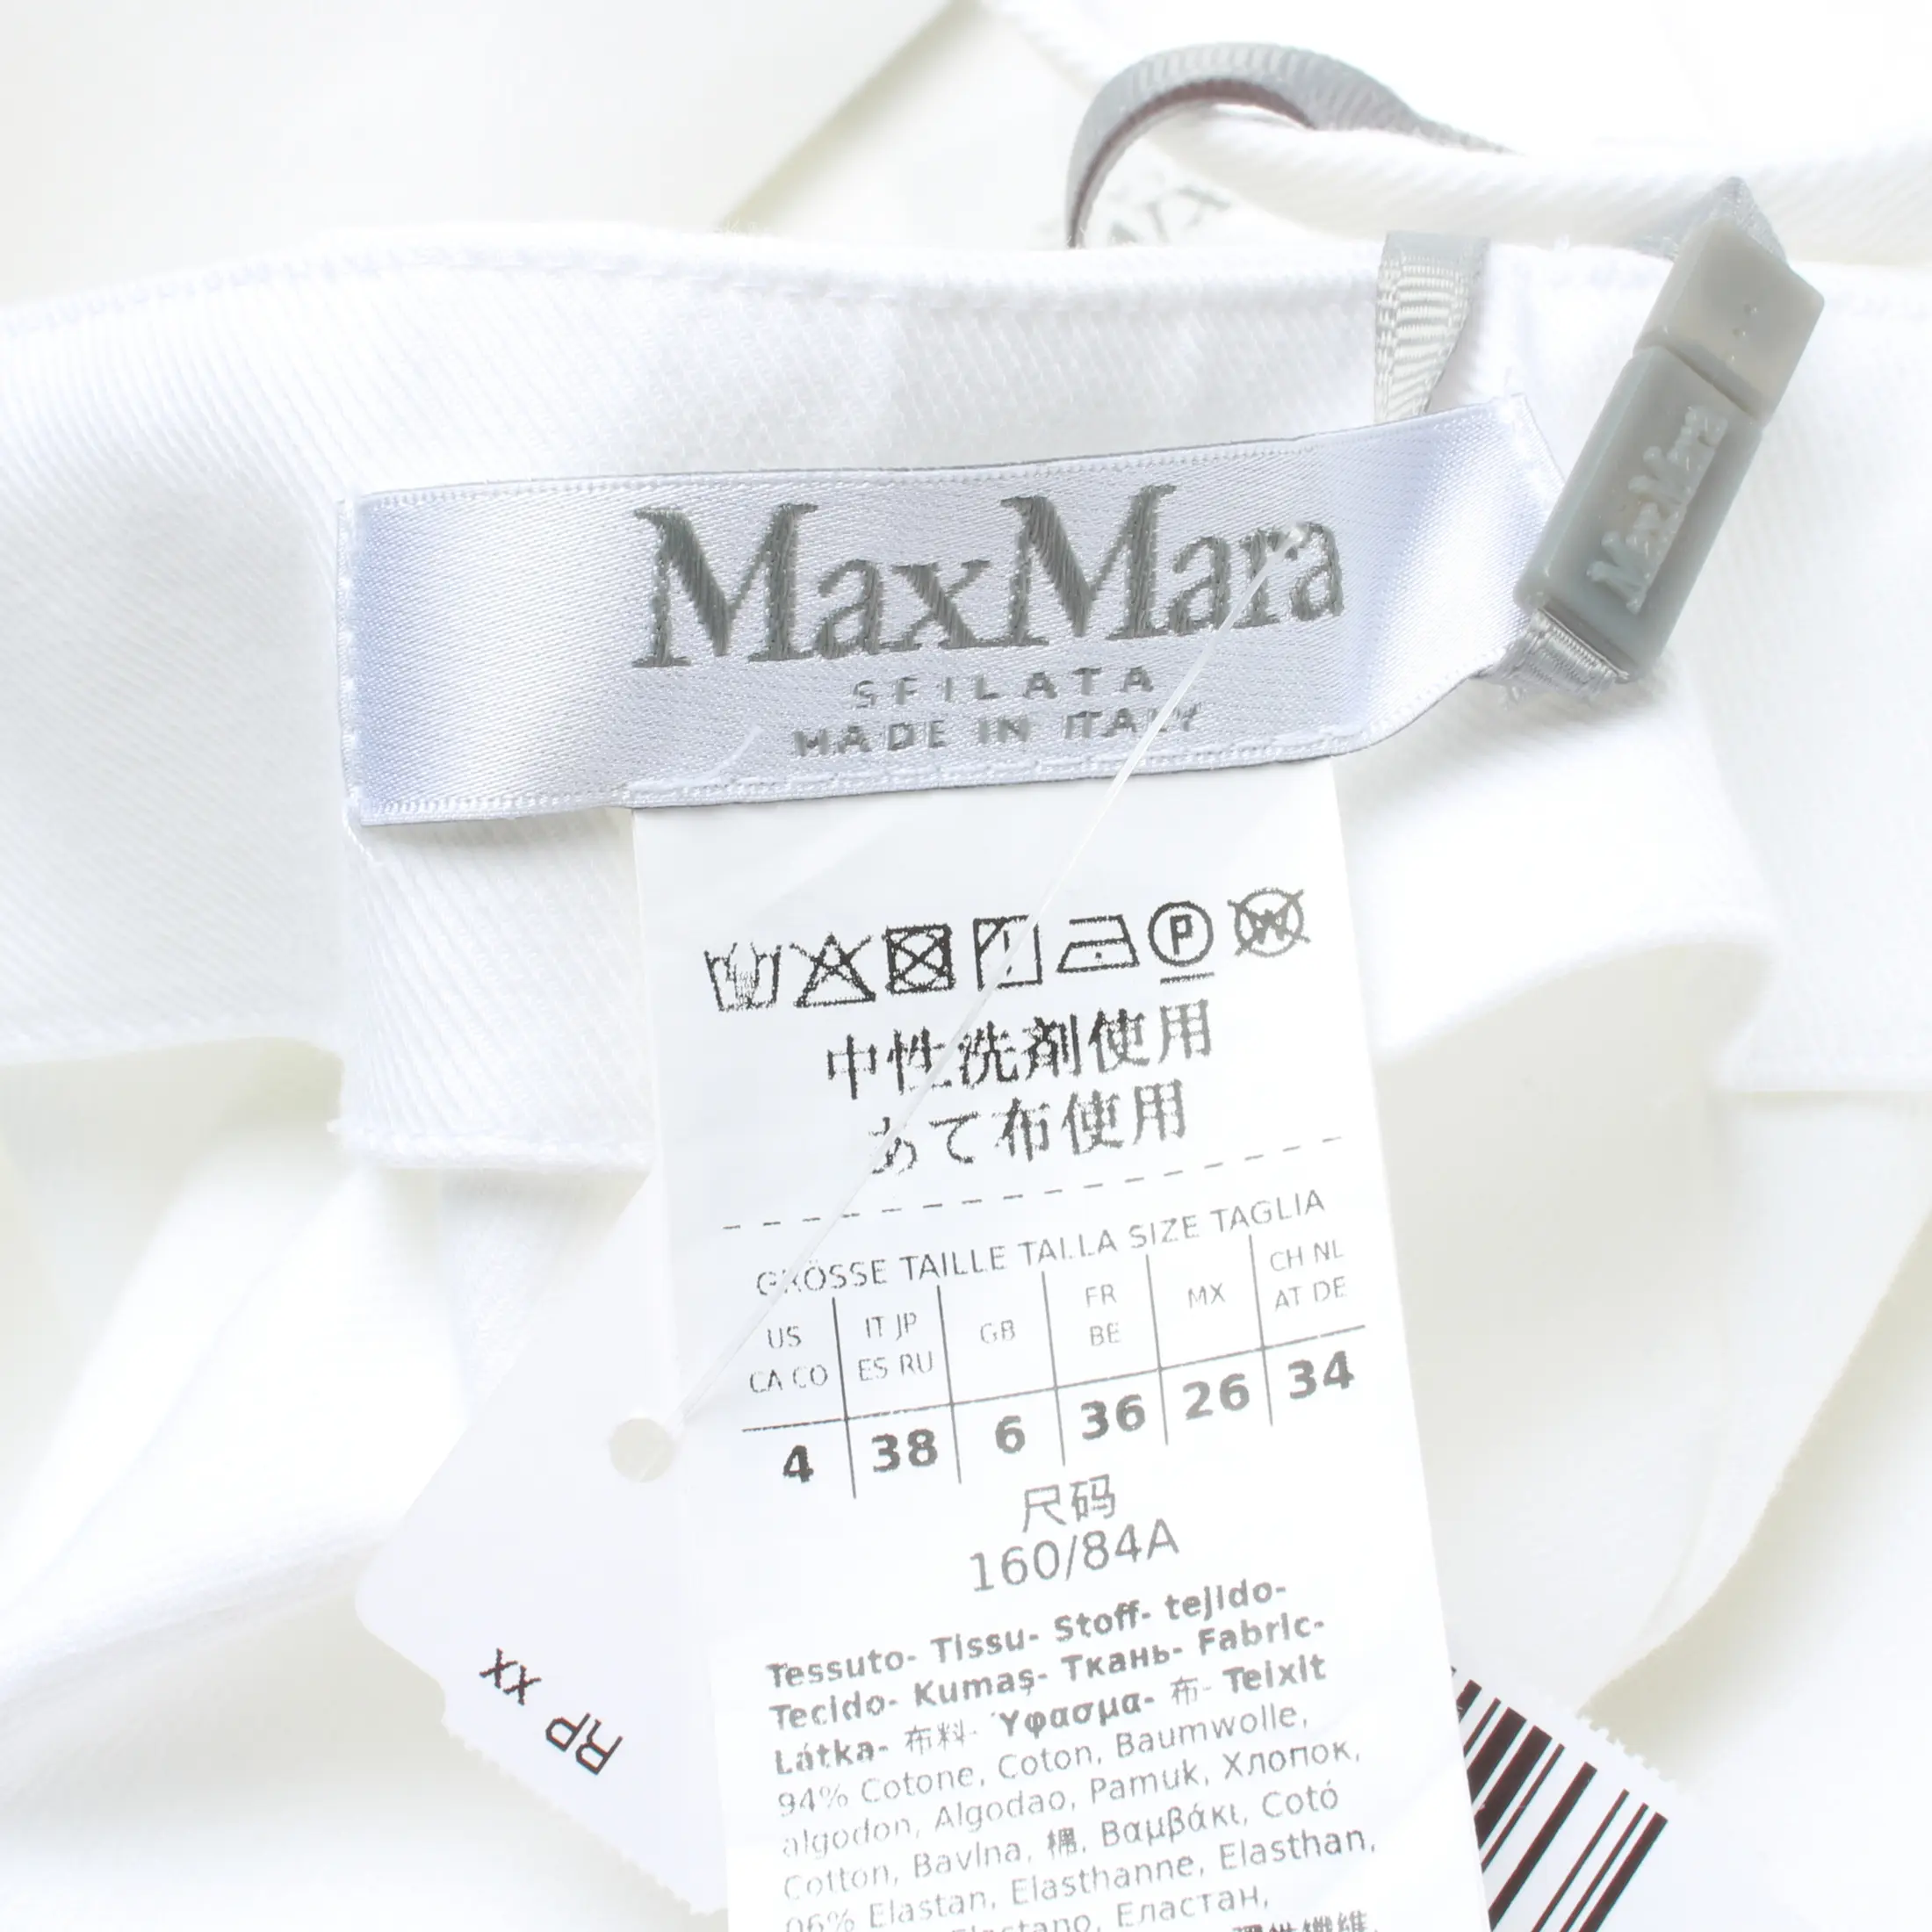 MaxMara
SFILATA
MADE IN ITALY
MaxMara
P
W
中性洗剤使用
あて布使用
GRÖSSE TAILLE TALLA SIZE TAGLIA
US CA CO IT JP ES RU GB FR BE MX CH NL AT DE
4 38 6 36 26 34
尺码
160/84A
Tessuto- Tissu- Stoff- tejido-
Tecido- Kumaş- Ткань- Fabric-
Látka- 布料- Ύφασμα- 布- Teixit
94% Cotone, Coton, Baumwolle,
algodon, Algodao, Pamuk, Хлопок,
Cotton, Bavlna, 棉, Βαμβάκι, Cotó
06% Elastan, Elasthanne, Elasthan,
Еластан,
RP xx